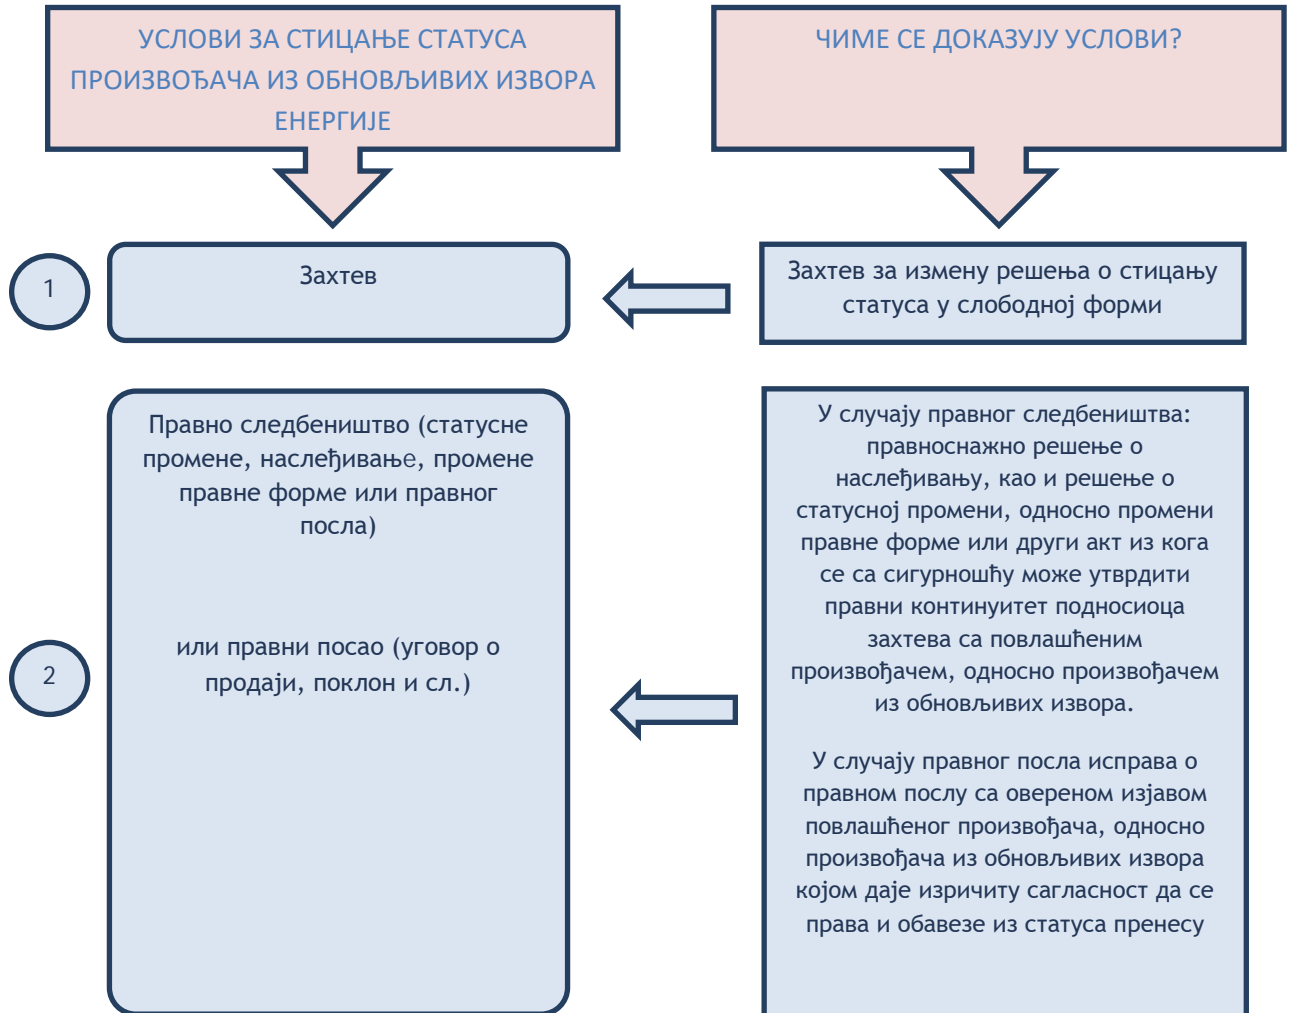 УСЛОВИ ЗА СТИЦАЊЕ СТАТУСА
ПРОИЗВОЂАЧА ИЗ ОБНОВЉИВИХ ИЗВОРА
ЕНЕРГИЈЕ
ЧИМЕ СЕ ДОКАЗУЈУ УСЛОВИ?
1
Захтев
Захтев за измену решења о стицању
статуса у слободној форми
2
Правно следбеништво (статусне
промене, наслеђивање, промене
правне форме или правног
посла)
или правни посао (уговор о
продаји, поклон и сл.)
У случају правног следбеништва:
правноснажно решење о
наслеђивању, као и решење о
статусној промени, односно промени
правне форме или други акт из кога
се са сигурношћу може утврдити
правни континуитет подносиоца
захтева са повлашћеним
произвођачем, односно произвођачем
из обновљивих извора.
У случају правног посла исправа о
правном послу са овереном изјавом
повлашћеног произвођача, односно
произвођача из обновљивих извора
којом даје изричиту сагласност да се
права и обавезе из статуса пренесу